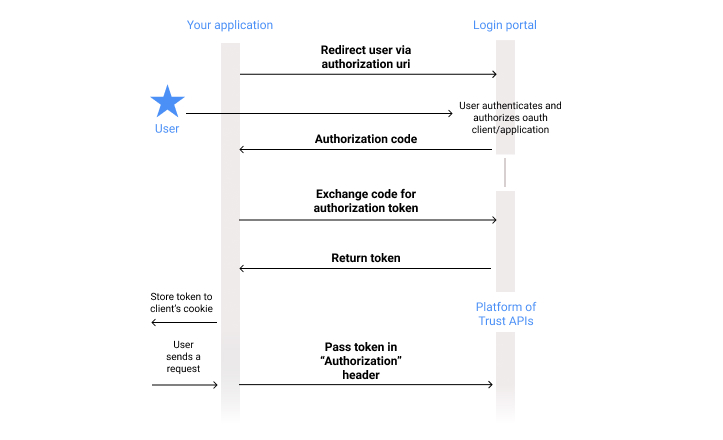 Your application
Login portal
Redirect user via
authorization uri
User
User authenticates and
authorizes oauth
client/application
Authorization code
Exchange code for
authorization token
Return token
Store token to
client's cookie
Platform of
Trust APIs
User
sends a
request
Pass token in
“Authorization”
header